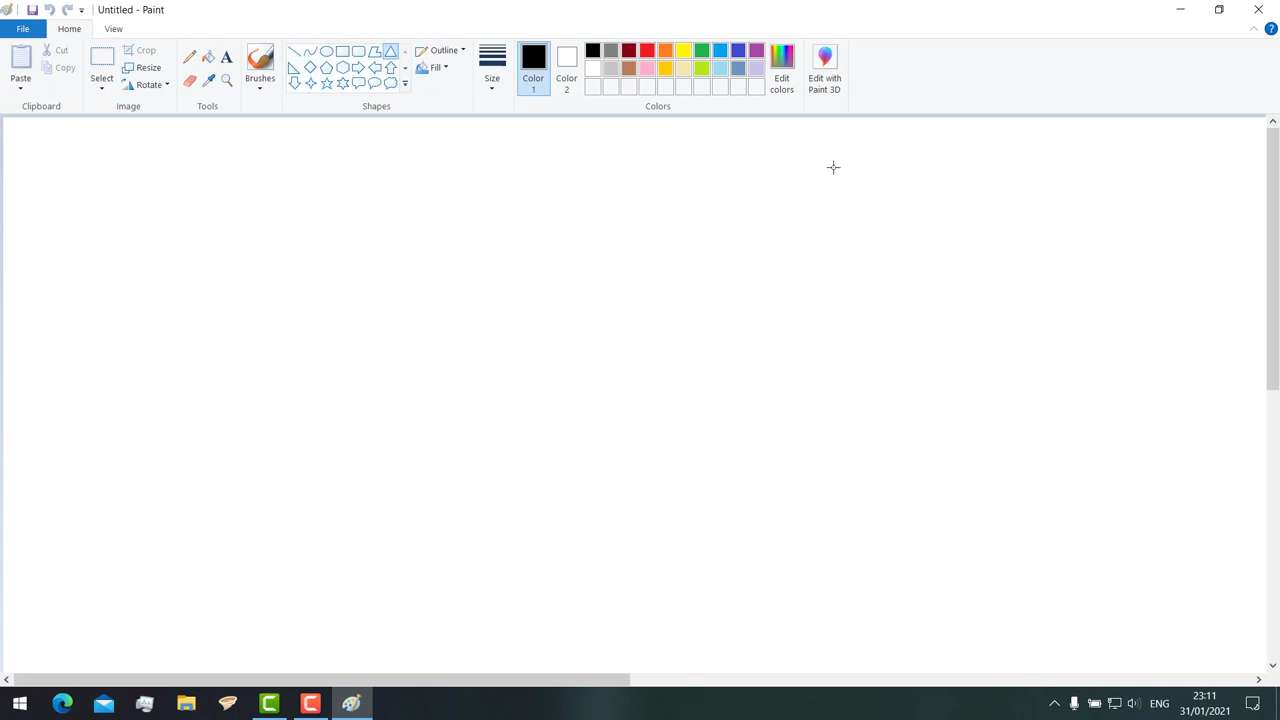 Untitled - Paint
File Home View
Paste
Cut
Copy
Clipboard
Select
Crop
Resize
Rotate
Image
A
Tools
Brushes
Outline
Fill
Shapes
Size
Color
1
Color
2
Colors
Edit
colors
Edit with
Paint 3D
ENG
23:11
31/01/2021